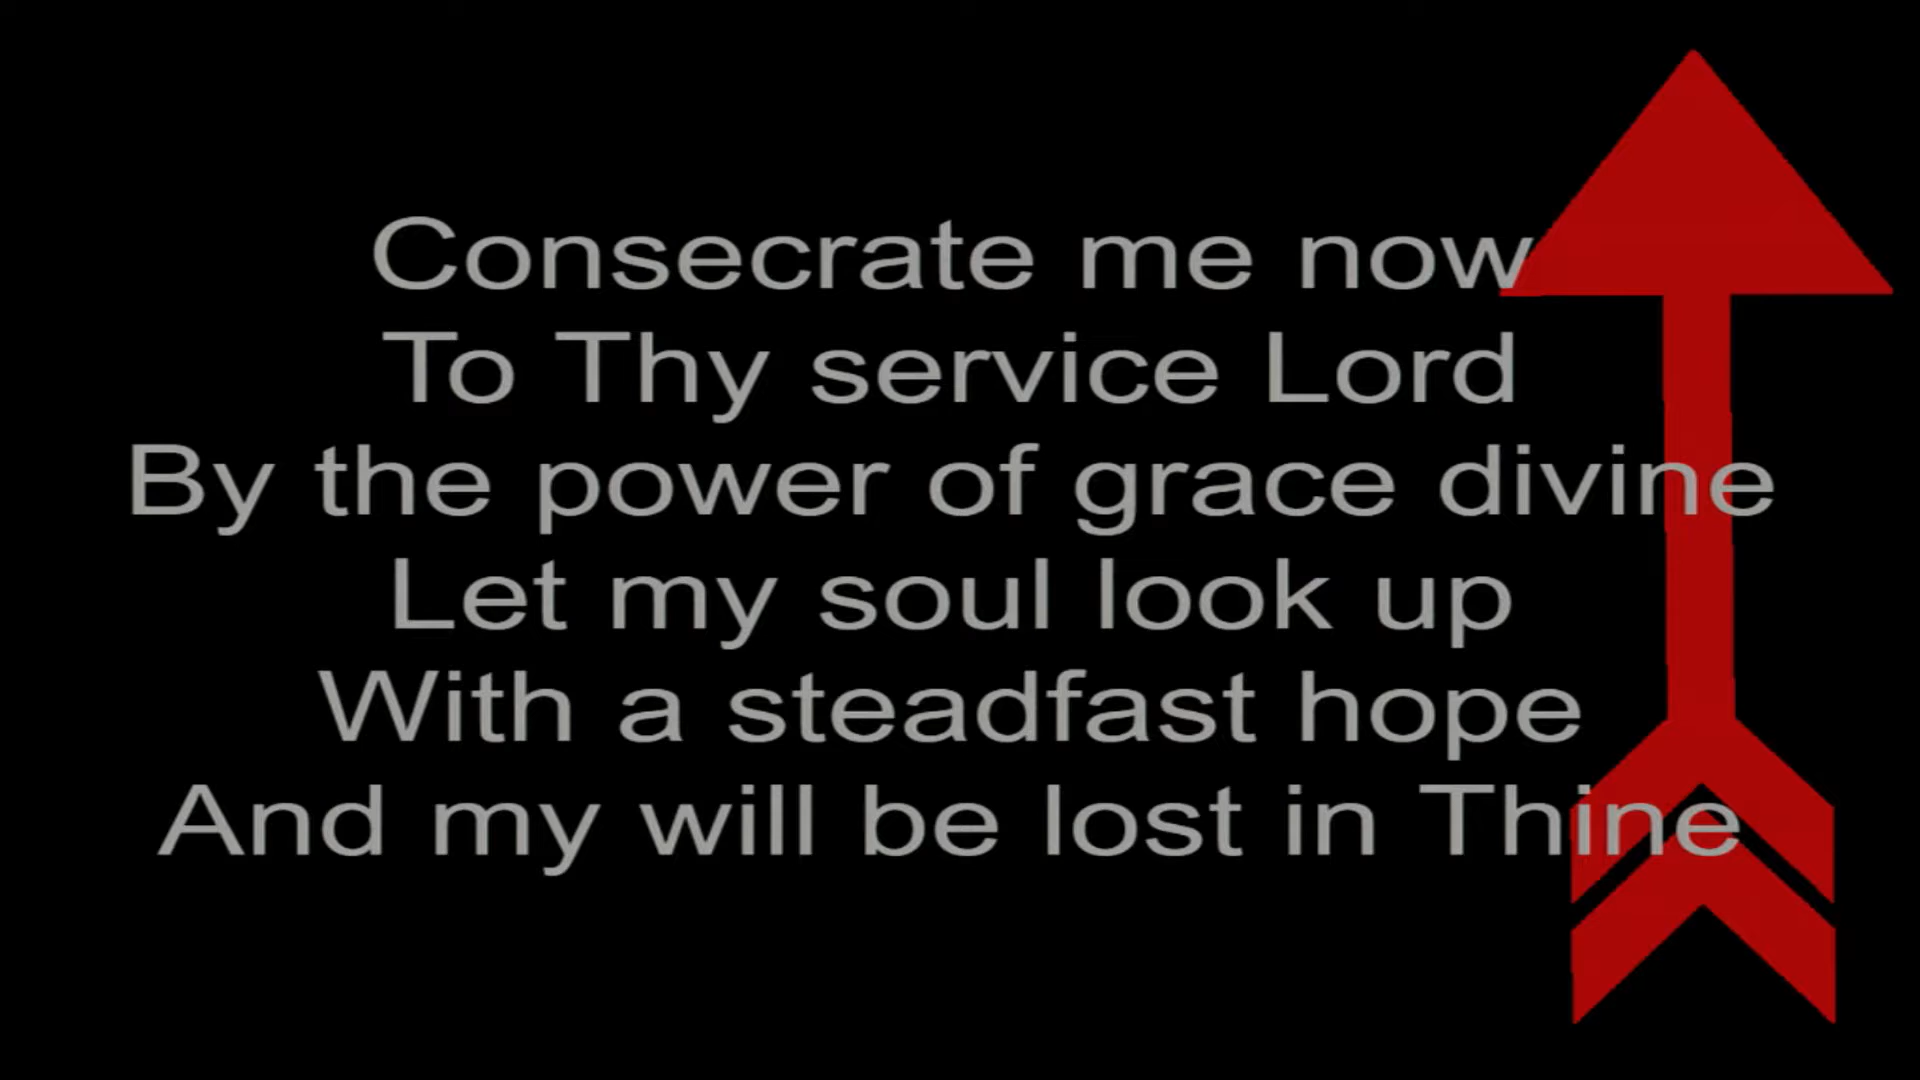 Consecrate me now
To Thy service Lord
By the power of grace divine
Let my soul look up
With a steadfast hope
And my will be lost in Thine